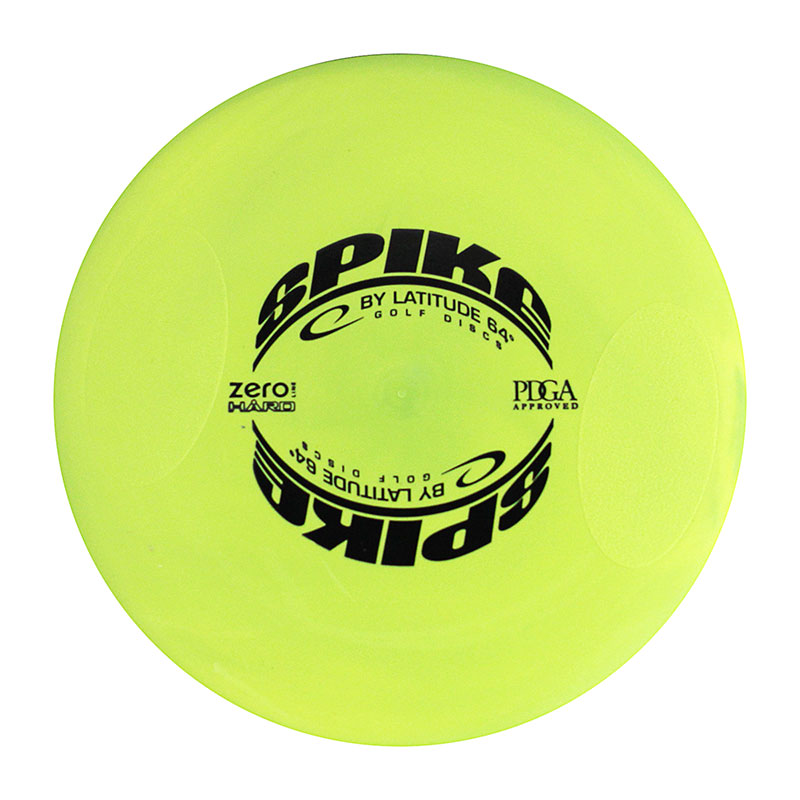 SPIKE
BY LATITUDE 64°
GOLF DISCS
zero LINE
HARD
PDGA
APPROVED
GOLF DISCS
BY LATITUDE 64°
SPIKE